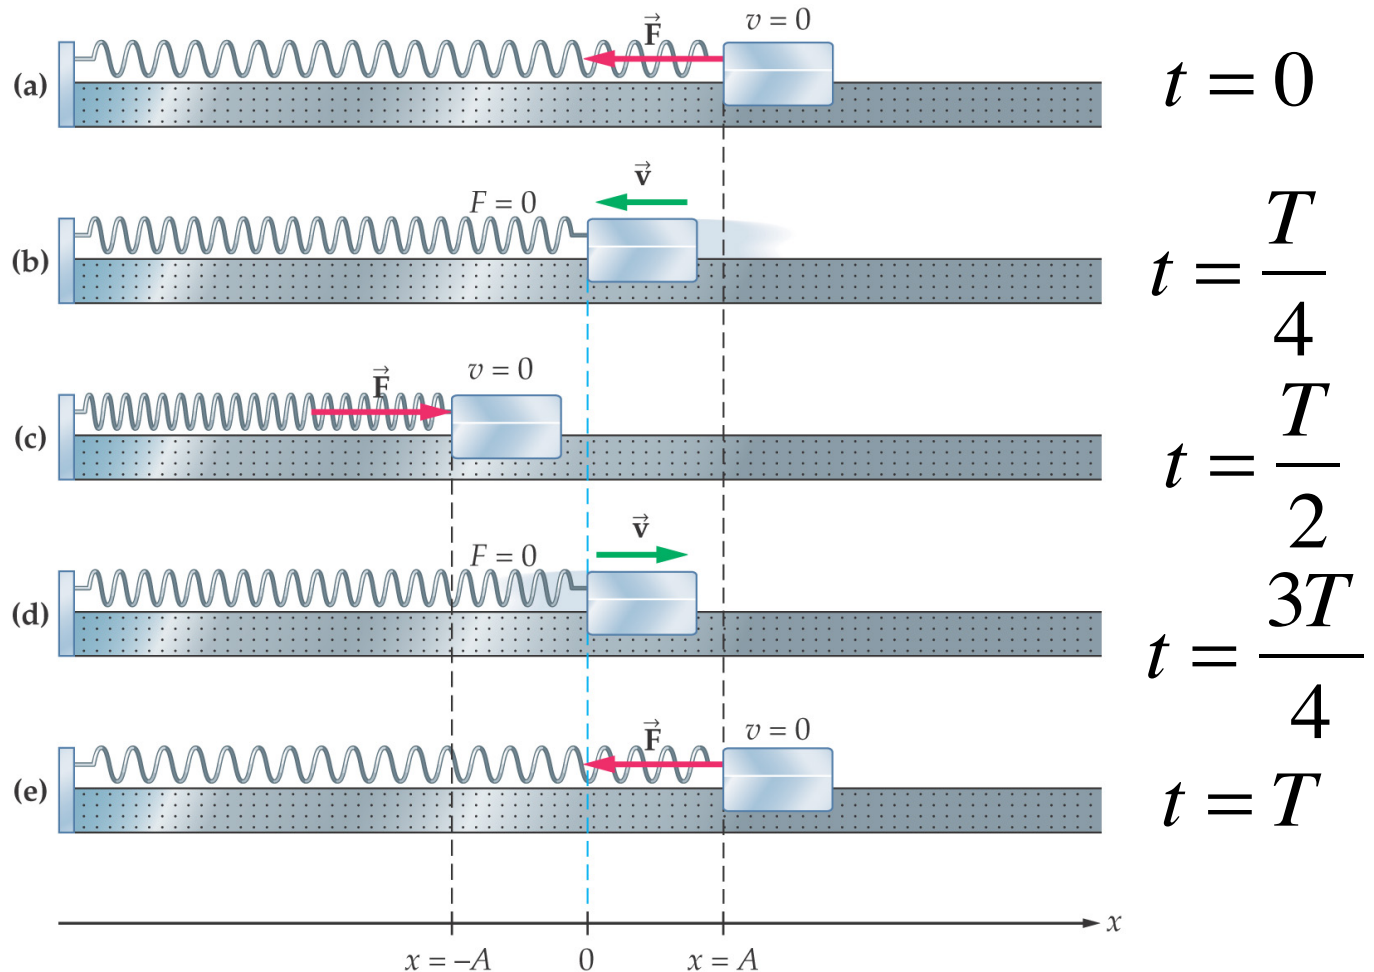 (a) F⃗ v = 0 t = 0
(b) F = 0 v⃗ t = T/4
(c) F⃗ v = 0 t = T/2
(d) F = 0 v⃗ t = 3T/4
(e) F⃗ v = 0 t = T
x
x = –A 0 x = A